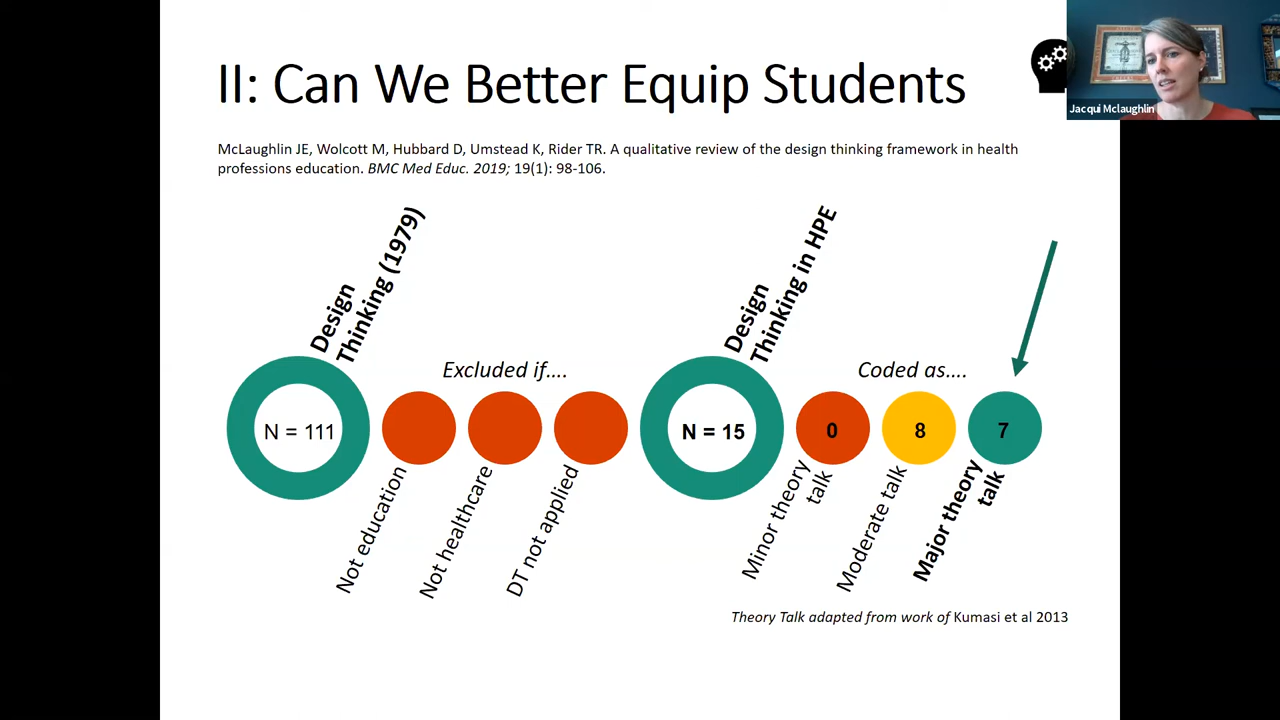 II: Can We Better Equip Students
Jacqui Mclaughlin
McLaughlin JE, Wolcott M, Hubbard D, Umstead K, Rider TR. A qualitative review of the design thinking framework in health
professions education. BMC Med Educ. 2019; 19(1): 98-106.
Design
Thinking (1979)
Design
Thinking in HPE
Excluded if....
Coded as....
N = 111
N = 15
0
8
7
Not education
Not healthcare
DT not applied
Minor theory
talk
Moderate talk
Major theory
talk
Theory Talk adapted from work of Kumasi et al 2013